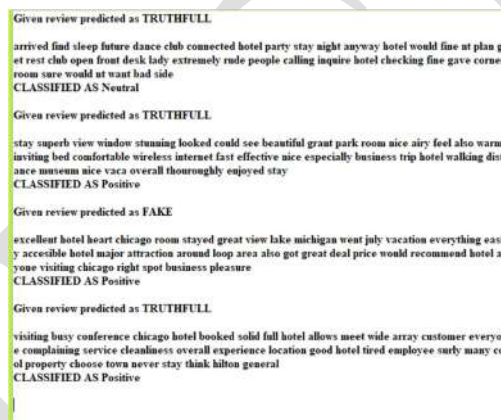 Given review predicted as TRUTHFULL
arrived find sleep future dance club connected hotel party stay night anyway hotel would fine nt plan g
et rest club open front desk lady extremely rude people calling inquire hotel checking fine gave corne
room sure would nt want bad side
CLASSIFIED AS Neutral
Given review predicted as TRUTHFULL
stay superb view window stunning looked could see beautiful grant park room nice airy feel also warm
inviting bed comfortable wireless internet fast effective nice especially business trip hotel walking dis
ance museum nice vaca overall thouroughly enjoyed stay
CLASSIFIED AS Positive
Given review predicted as FAKE
excellent hotel heart chicago room stayed great view lake michigan went july vacation everything eas
y accesible hotel major attraction around loop area also got great deal price would recommend hotel a
yone visiting chicago right spot business pleasure
CLASSIFIED AS Positive
Given review predicted as TRUTHFULL
visiting busy conference chicago hotel booked solid full hotel allows meet wide array customer everyo
e complaining service cleanliness overall experience location good hotel tired employee surly many co
ol property choose town never stay think hilton general
CLASSIFIED AS Positive